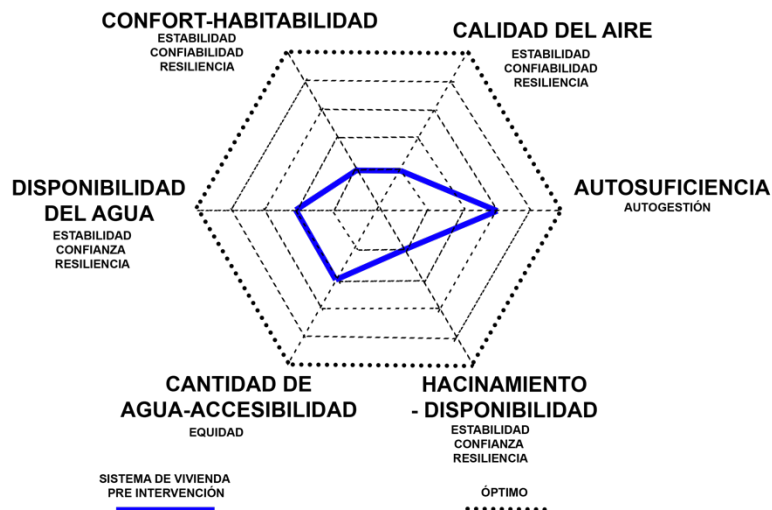 CONFORT-HABITABILIDAD
ESTABILIDAD
CONFIABILIDAD
RESILIENCIA
CALIDAD DEL AIRE
ESTABILIDAD
CONFIABILIDAD
RESILIENCIA
DISPONIBILIDAD
DEL AGUA
ESTABILIDAD
CONFIANZA
RESILIENCIA
AUTOSUFICIENCIA
AUTOGESTIÓN
CANTIDAD DE
AGUA-ACCESIBILIDAD
EQUIDAD
HACINAMIENTO
- DISPONIBILIDAD
ESTABILIDAD
CONFIANZA
RESILIENCIA
SISTEMA DE VIVIENDA
PRE INTERVENCIÓN
ÓPTIMO